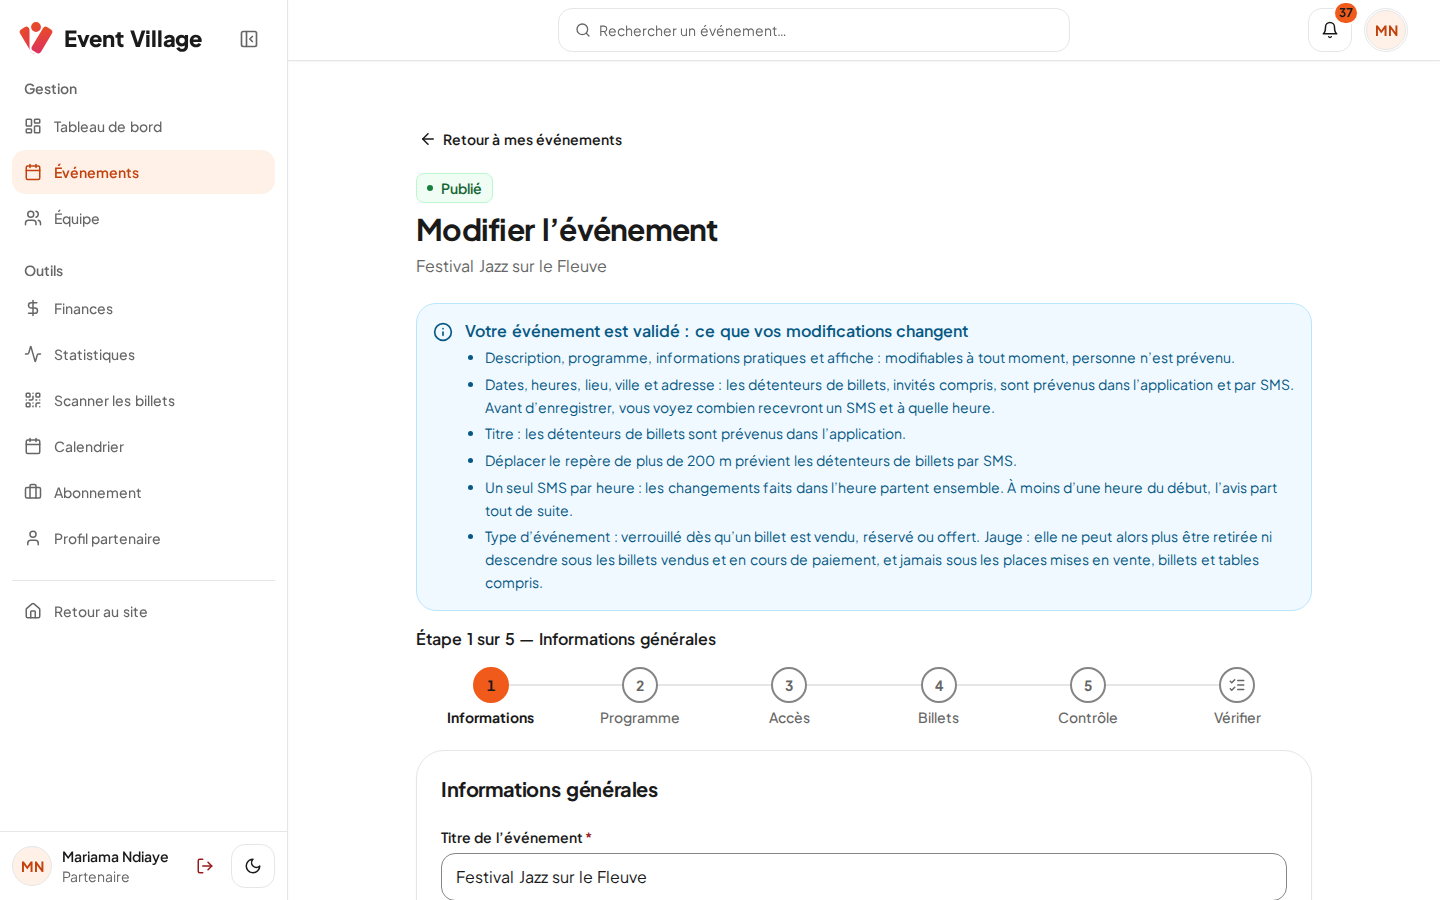 Event Village
Rechercher un événement…
37
MN
Gestion
Tableau de bord
Événements
Équipe
Outils
Finances
Statistiques
Scanner les billets
Calendrier
Abonnement
Profil partenaire
Retour au site
MN
Mariama Ndiaye
Partenaire
Retour à mes événements
Publié
Modifier l’événement
Festival Jazz sur le Fleuve
Votre événement est validé : ce que vos modifications changent
• Description, programme, informations pratiques et affiche : modifiables à tout moment, personne n’est prévenu.
• Dates, heures, lieu, ville et adresse : les détenteurs de billets, invités compris, sont prévenus dans l’application et par SMS.
Avant d’enregistrer, vous voyez combien recevront un SMS et à quelle heure.
• Titre : les détenteurs de billets sont prévenus dans l’application.
• Déplacer le repère de plus de 200 m prévient les détenteurs de billets par SMS.
• Un seul SMS par heure : les changements faits dans l’heure partent ensemble. À moins d’une heure du début, l’avis part
tout de suite.
• Type d’événement : verrouillé dès qu’un billet est vendu, réservé ou offert. Jauge : elle ne peut alors plus être retirée ni
descendre sous les billets vendus et en cours de paiement, et jamais sous les places mises en vente, billets et tables
compris.
Étape 1 sur 5 — Informations générales
1
2
3
4
5
Informations
Programme
Accès
Billets
Contrôle
Vérifier
Informations générales
Titre de l’événement *
Festival Jazz sur le Fleuve